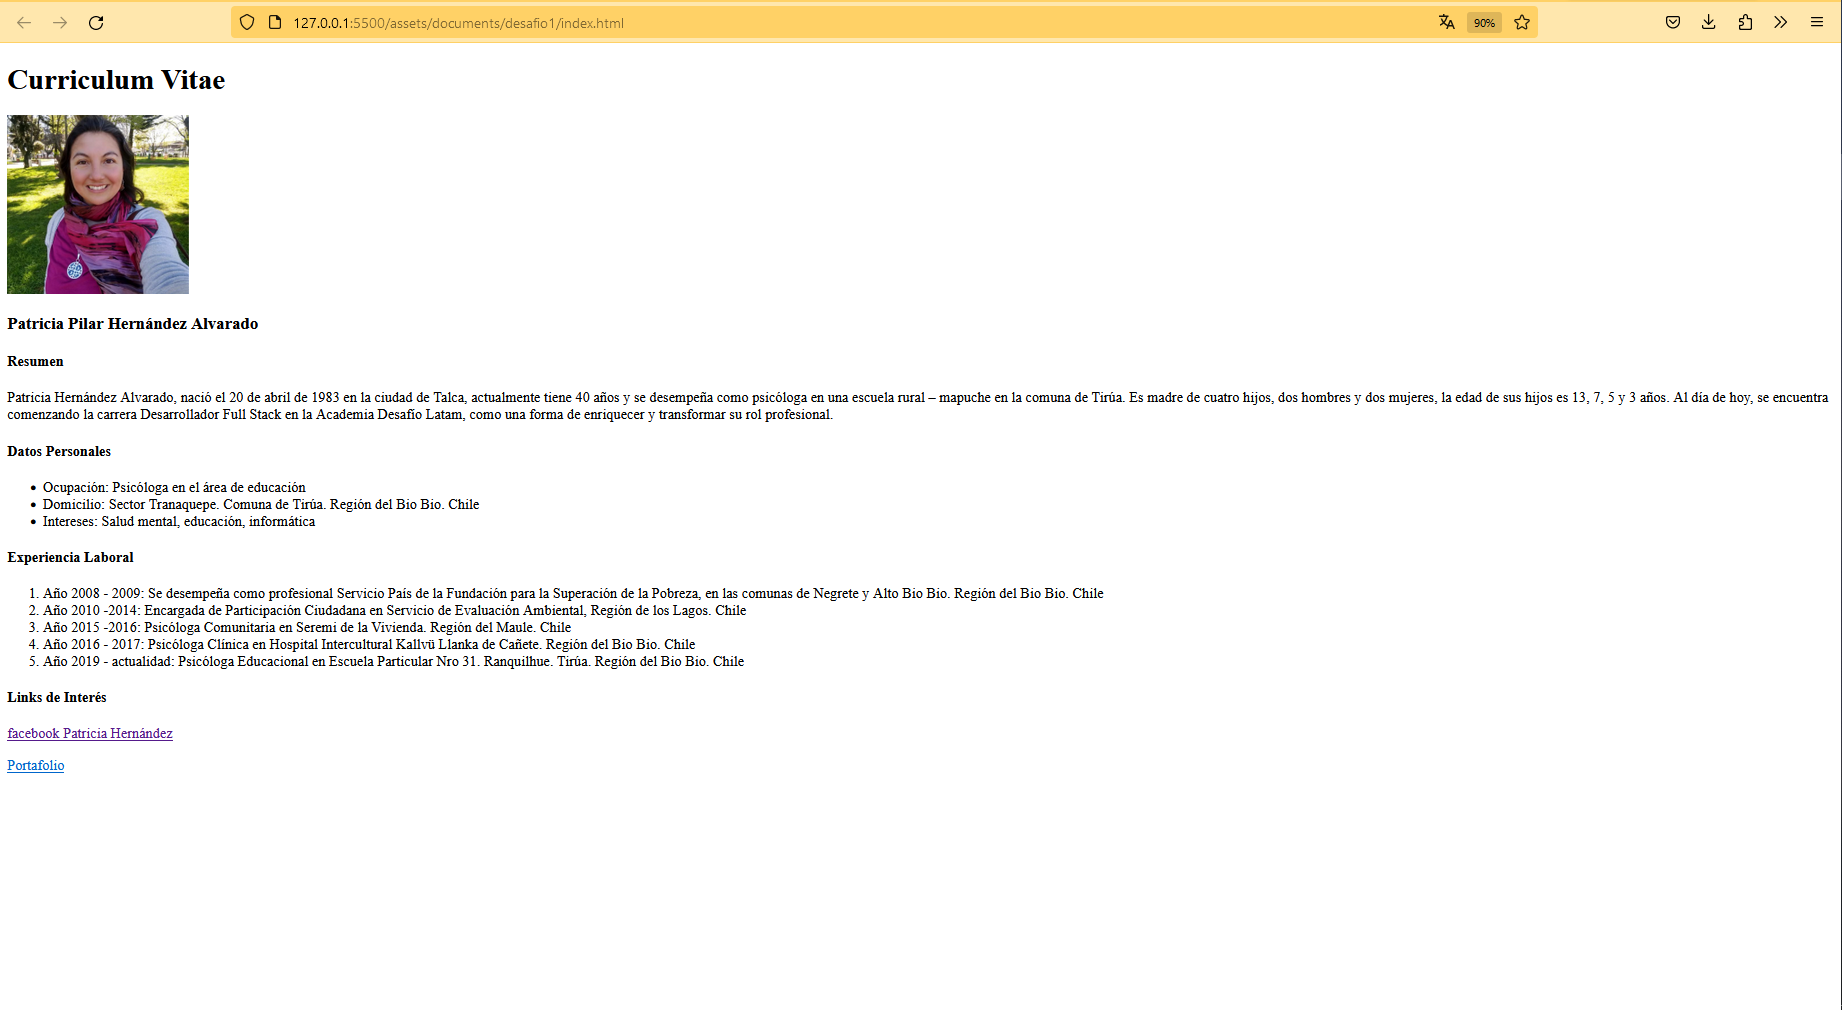 127.0.0.1:5500/assets/documents/desafio1/index.html
90%
Curriculum Vitae
Patricia Pilar Hernández Alvarado
Resumen
Patricia Hernández Alvarado, nació el 20 de abril de 1983 en la ciudad de Talca, actualmente tiene 40 años y se desempeña como psicóloga en una escuela rural – mapuche en la comuna de Tirúa. Es madre de cuatro hijos, dos hombres y dos mujeres, la edad de sus hijos es 13, 7, 5 y 3 años. Al día de hoy, se encuentra
comenzando la carrera Desarrollador Full Stack en la Academia Desafío Latam, como una forma de enriquecer y transformar su rol profesional.
Datos Personales
• Ocupación: Psicóloga en el área de educación
• Domicilio: Sector Tranaquepe. Comuna de Tirúa. Región del Bio Bio. Chile
• Intereses: Salud mental, educación, informática
Experiencia Laboral
1. Año 2008 - 2009: Se desempeña como profesional Servicio País de la Fundación para la Superación de la Pobreza, en las comunas de Negrete y Alto Bio Bio. Región del Bio Bio. Chile
2. Año 2010 -2014: Encargada de Participación Ciudadana en Servicio de Evaluación Ambiental, Región de los Lagos. Chile
3. Año 2015 -2016: Psicóloga Comunitaria en Seremi de la Vivienda. Región del Maule. Chile
4. Año 2016 - 2017: Psicóloga Clínica en Hospital Intercultural Kallvü Llanka de Cañete. Región del Bio Bio. Chile
5. Año 2019 - actualidad: Psicóloga Educacional en Escuela Particular Nro 31. Ranquilhue. Tirúa. Región del Bio Bio. Chile
Links de Interés
facebook Patricia Hernández
Portafolio